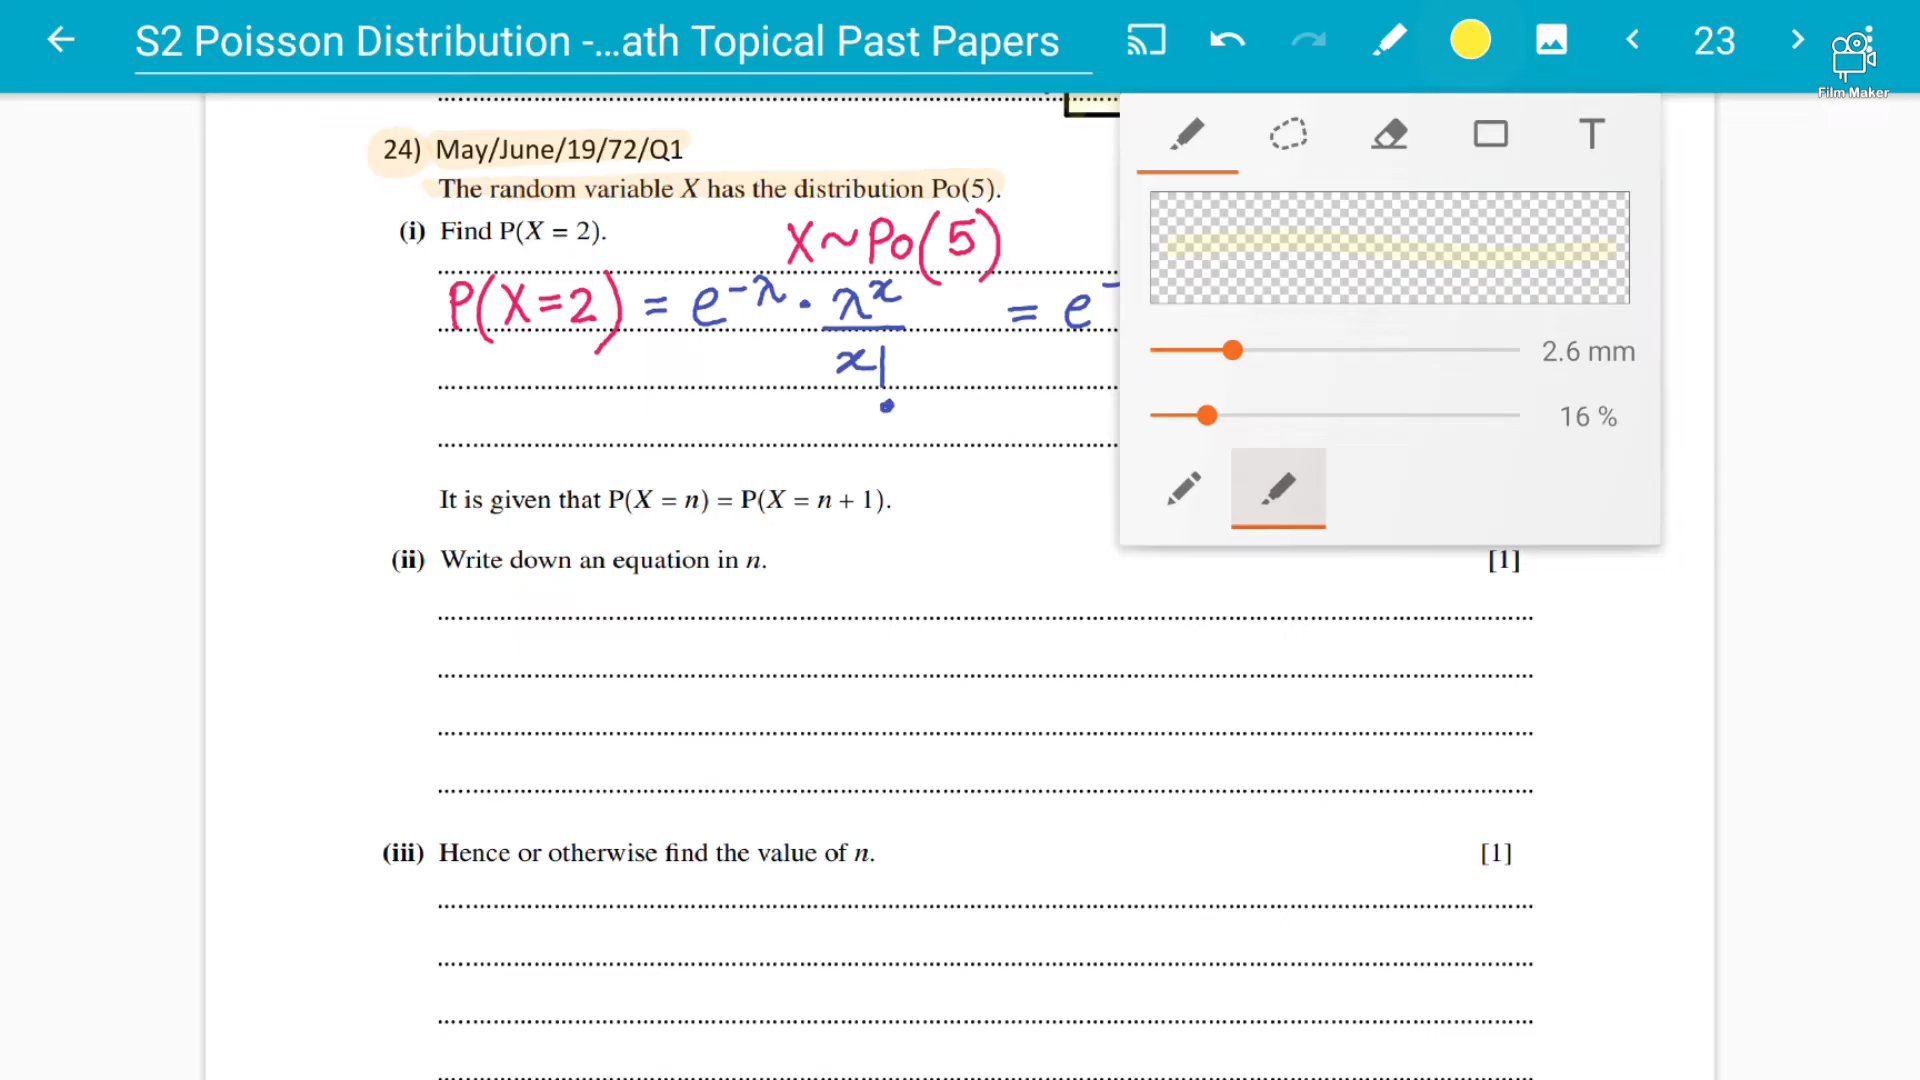 S2 Poisson Distribution -...ath Topical Past Papers
23
Film Maker
24) May/June/19/72/Q1
The random variable X has the distribution Po(5).
(i) Find P(X = 2).
X~Po(5)
P(X=2) = e^-λ . λ^x / x! = e^-
2.6 mm
16 %
It is given that P(X = n) = P(X = n + 1).
(ii) Write down an equation in n. [1]
(iii) Hence or otherwise find the value of n. [1]